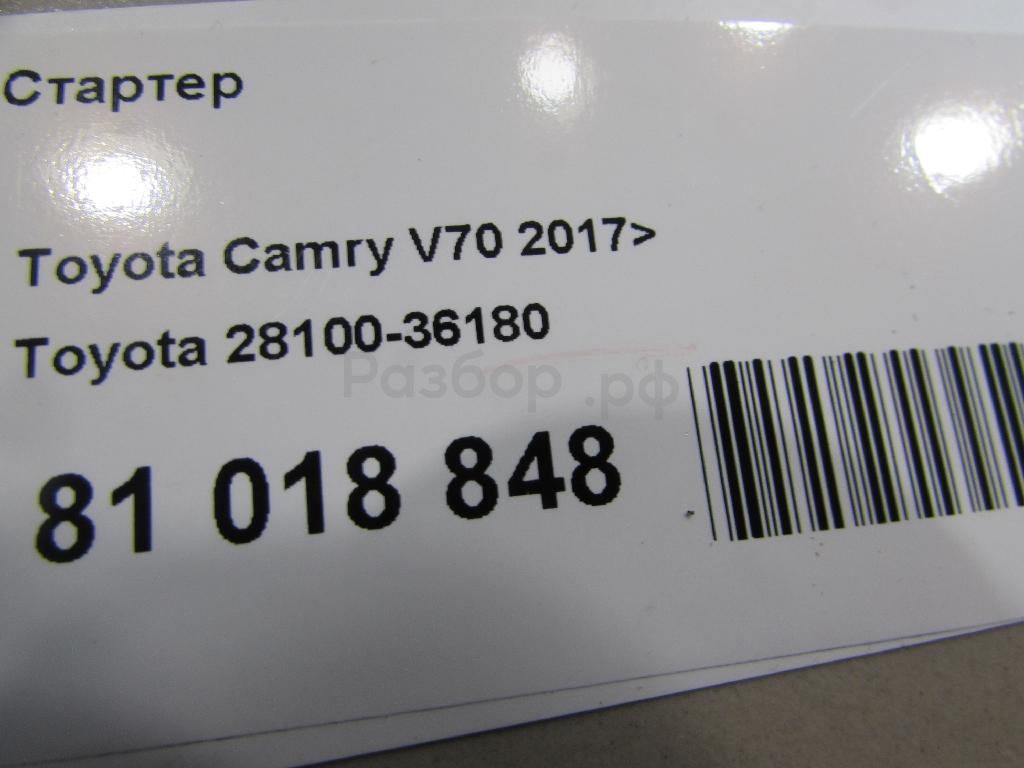 Стартер
Toyota Camry V70 2017>
Toyota 28100-36180
Разбор.рф
81 018 848